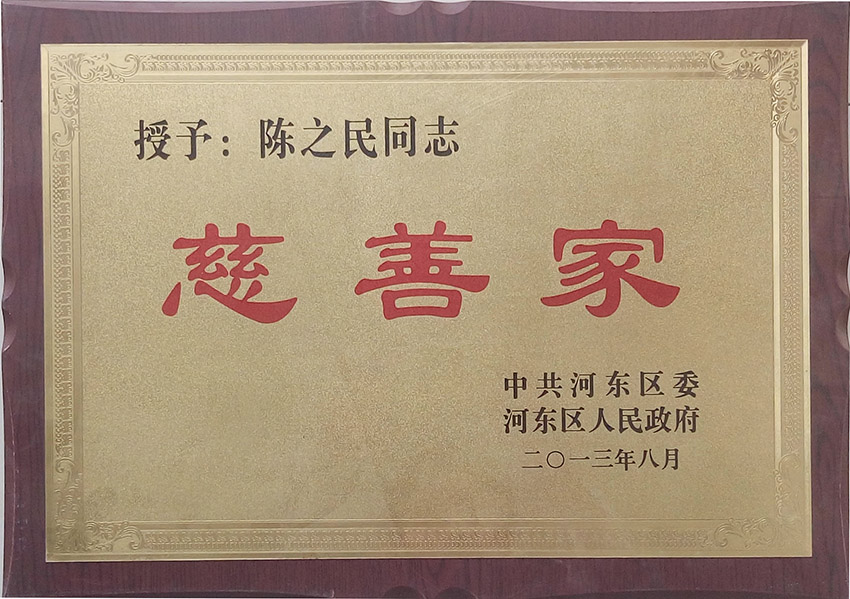 授予：陈之民同志
慈善家
中共河东区委
河东区人民政府
二〇一三年八月